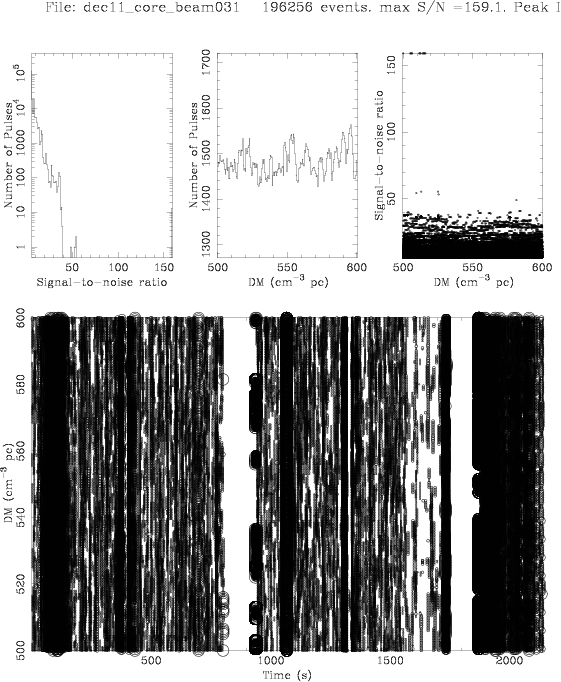 File: dec11_core_beam031 196256 events. max S/N =159.1. Peak
Number of Pulses
1 10 100 1000 10⁴ 10⁵
0 50 100 150
Signal-to-noise ratio
Number of Pulses
1300 1400 1500 1600 1700
500 550 600
DM (cm⁻³ pc)
Signal-to-noise ratio
50 100 150
500 550 600
DM (cm⁻³ pc)
DM (cm⁻³ pc)
500 520 540 560 580 600
500 1000 1500 2000
Time (s)